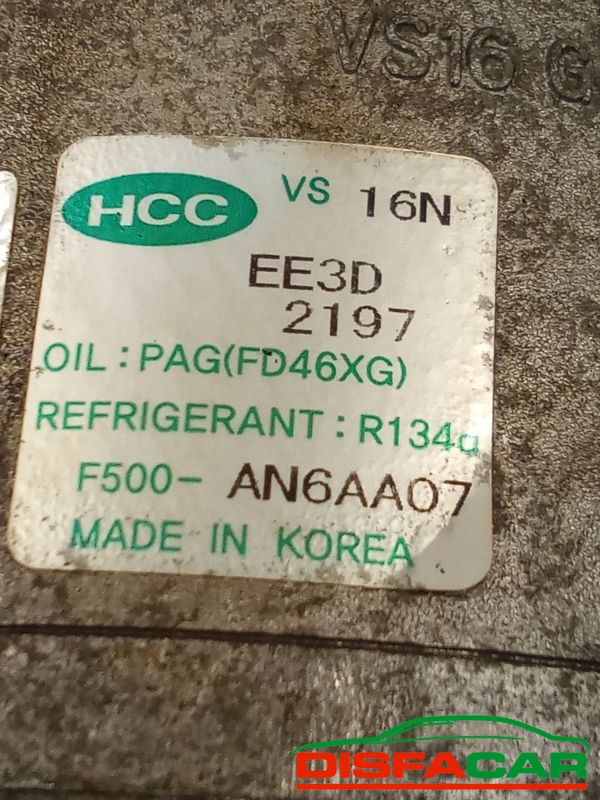 VS16 G
HCC VS 16N
EE3D
2197
OIL : PAG(FD46XG)
REFRIGERANT : R134a
F500- AN6AA07
MADE IN KOREA
DISFACAR